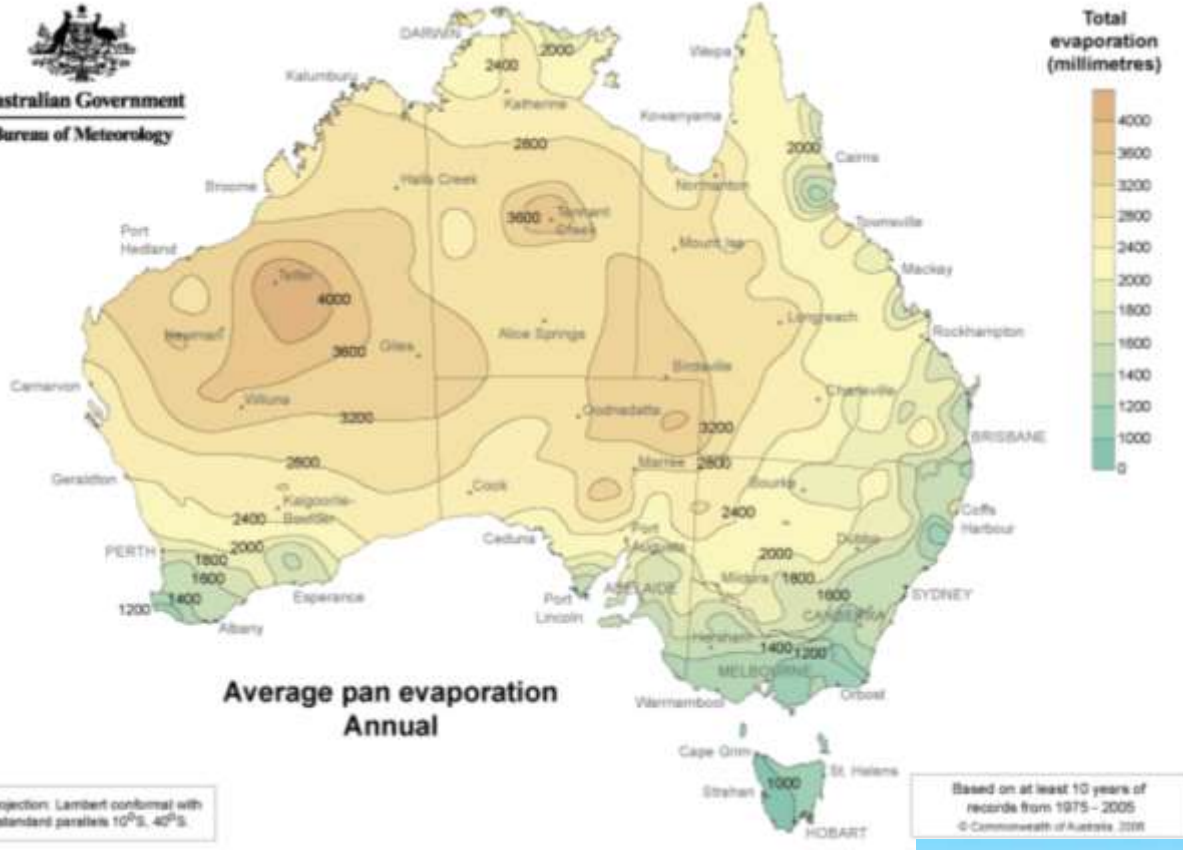 Australian Government
Bureau of Meteorology
Total
evaporation
(millimetres)
4000
3600
3200
2800
2400
2000
1800
1600
1400
1200
1000
0
DARWIN
2000
2400
Weipa
Kalumburu
Katherine
Kowanyama
2800
2000
Cairns
Broome
Halls Creek
Normanton
3600
Tennant
Creek
Townsville
Port
Hedland
Mount Isa
Telfer
Mackay
4000
Newman
Alice Springs
Longreach
Rockhampton
3600
Giles
Birdsville
Carnarvon
Wiluna
Charleville
3200
Oodnadatta
3200
BRISBANE
2800
Marree
2800
Geraldton
Cook
Bourke
Kalgoorlie-
Boulder
2400
2400
Coffs
Harbour
PERTH
2000
Ceduna
Port
Augusta
Dubbo
1800
2000
1600
Mildura
1800
1400
Esperance
ADELAIDE
1600
SYDNEY
1200
Port
Lincoln
CANBERRA
Albany
Horsham
1400
1200
MELBOURNE
Average pan evaporation
Annual
Warrnambool
Orbost
Cape Grim
St. Helens
1000
Strahan
HOBART
Projection: Lambert conformal with
standard parallels 10°S, 40°S.
Based on at least 10 years of
records from 1975 - 2005
© Commonwealth of Australia, 2006